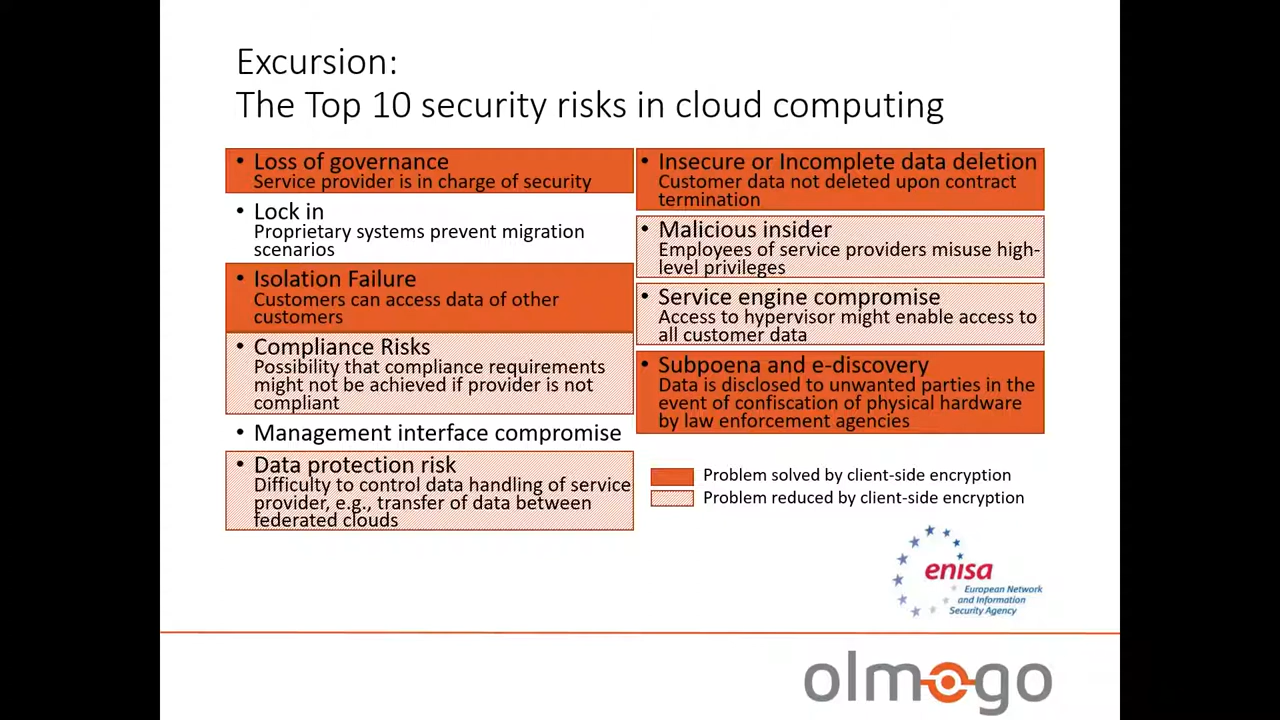 Excursion:
The Top 10 security risks in cloud computing
• Loss of governance
Service provider is in charge of security
• Lock in
Proprietary systems prevent migration
scenarios
• Isolation Failure
Customers can access data of other
customers
• Compliance Risks
Possibility that compliance requirements
might not be achieved if provider is not
compliant
• Management interface compromise
• Data protection risk
Difficulty to control data handling of service
provider, e.g., transfer of data between
federated clouds
• Insecure or Incomplete data deletion
Customer data not deleted upon contract
termination
• Malicious insider
Employees of service providers misuse high-
level privileges
• Service engine compromise
Access to hypervisor might enable access to
all customer data
• Subpoena and e-discovery
Data is disclosed to unwanted parties in the
event of confiscation of physical hardware
by law enforcement agencies
Problem solved by client-side encryption
Problem reduced by client-side encryption
enisa
European Network
and Information
Security Agency
olmogo